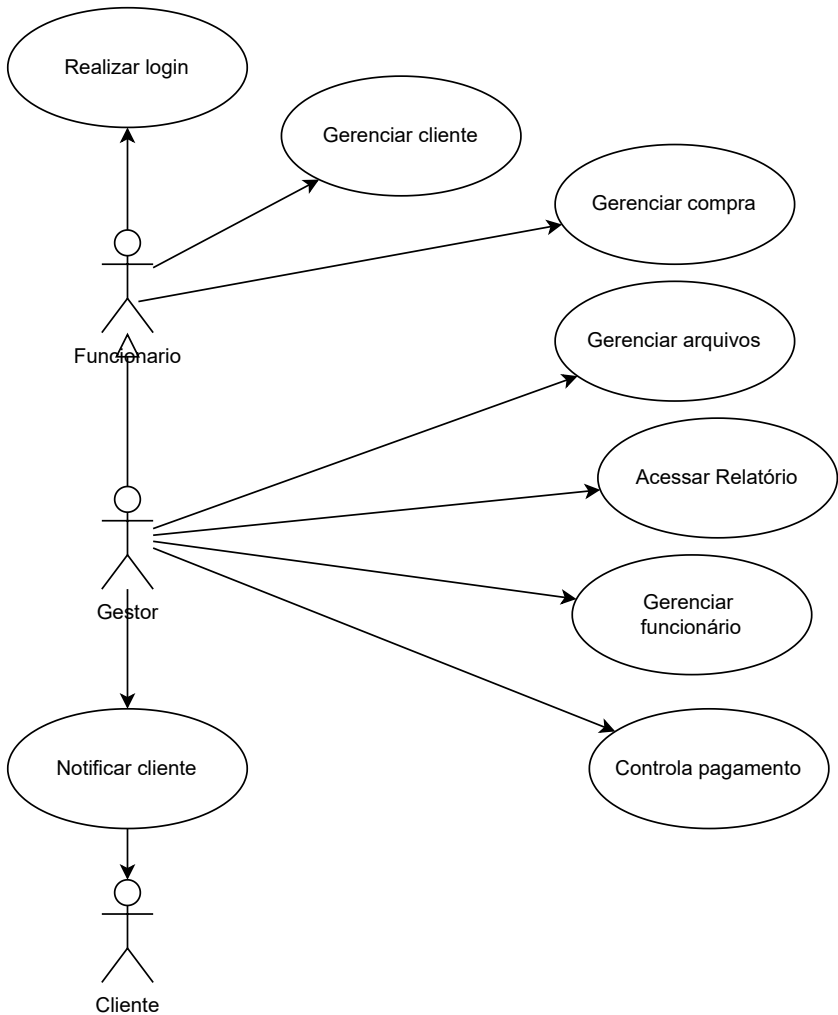 Realizar login
Gerenciar cliente
Gerenciar compra
Funcionario
Gerenciar arquivos
Acessar Relatório
Gestor
Gerenciar
funcionário
Notificar cliente
Controla pagamento
Cliente